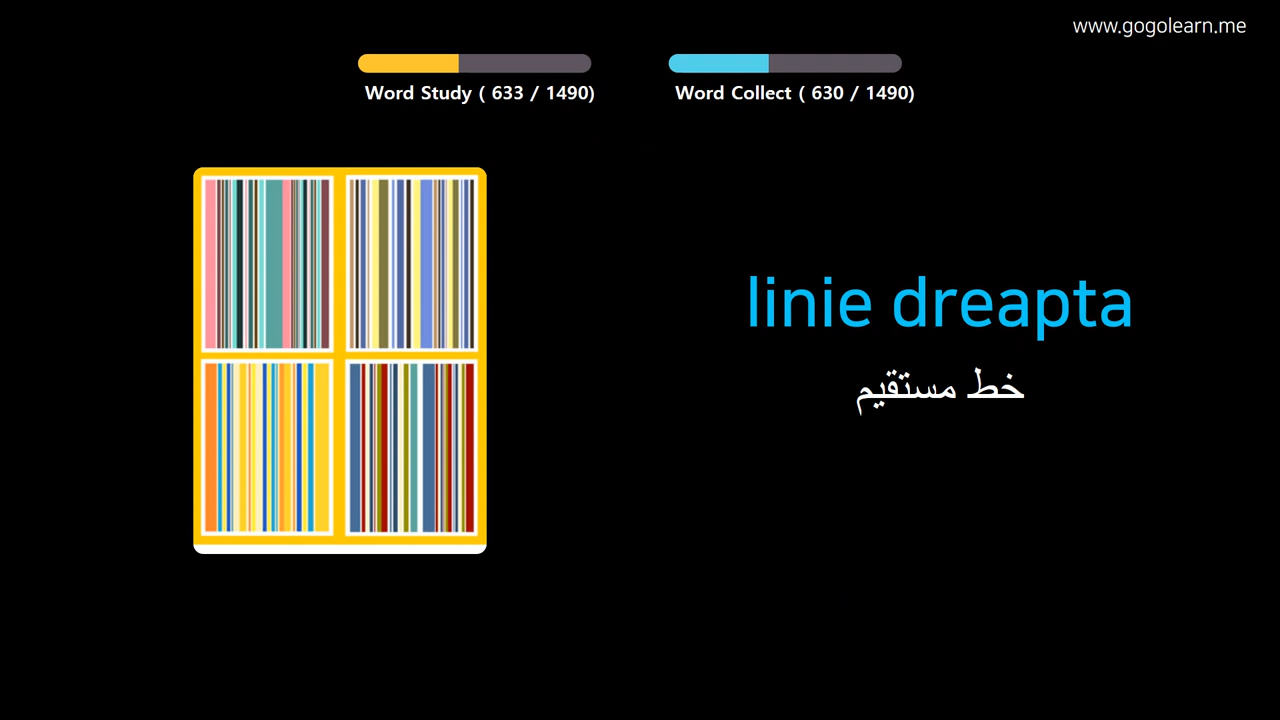 www.gogolearn.me
Word Study ( 633 / 1490)
Word Collect ( 630 / 1490)
linie dreapta
خط مستقيم